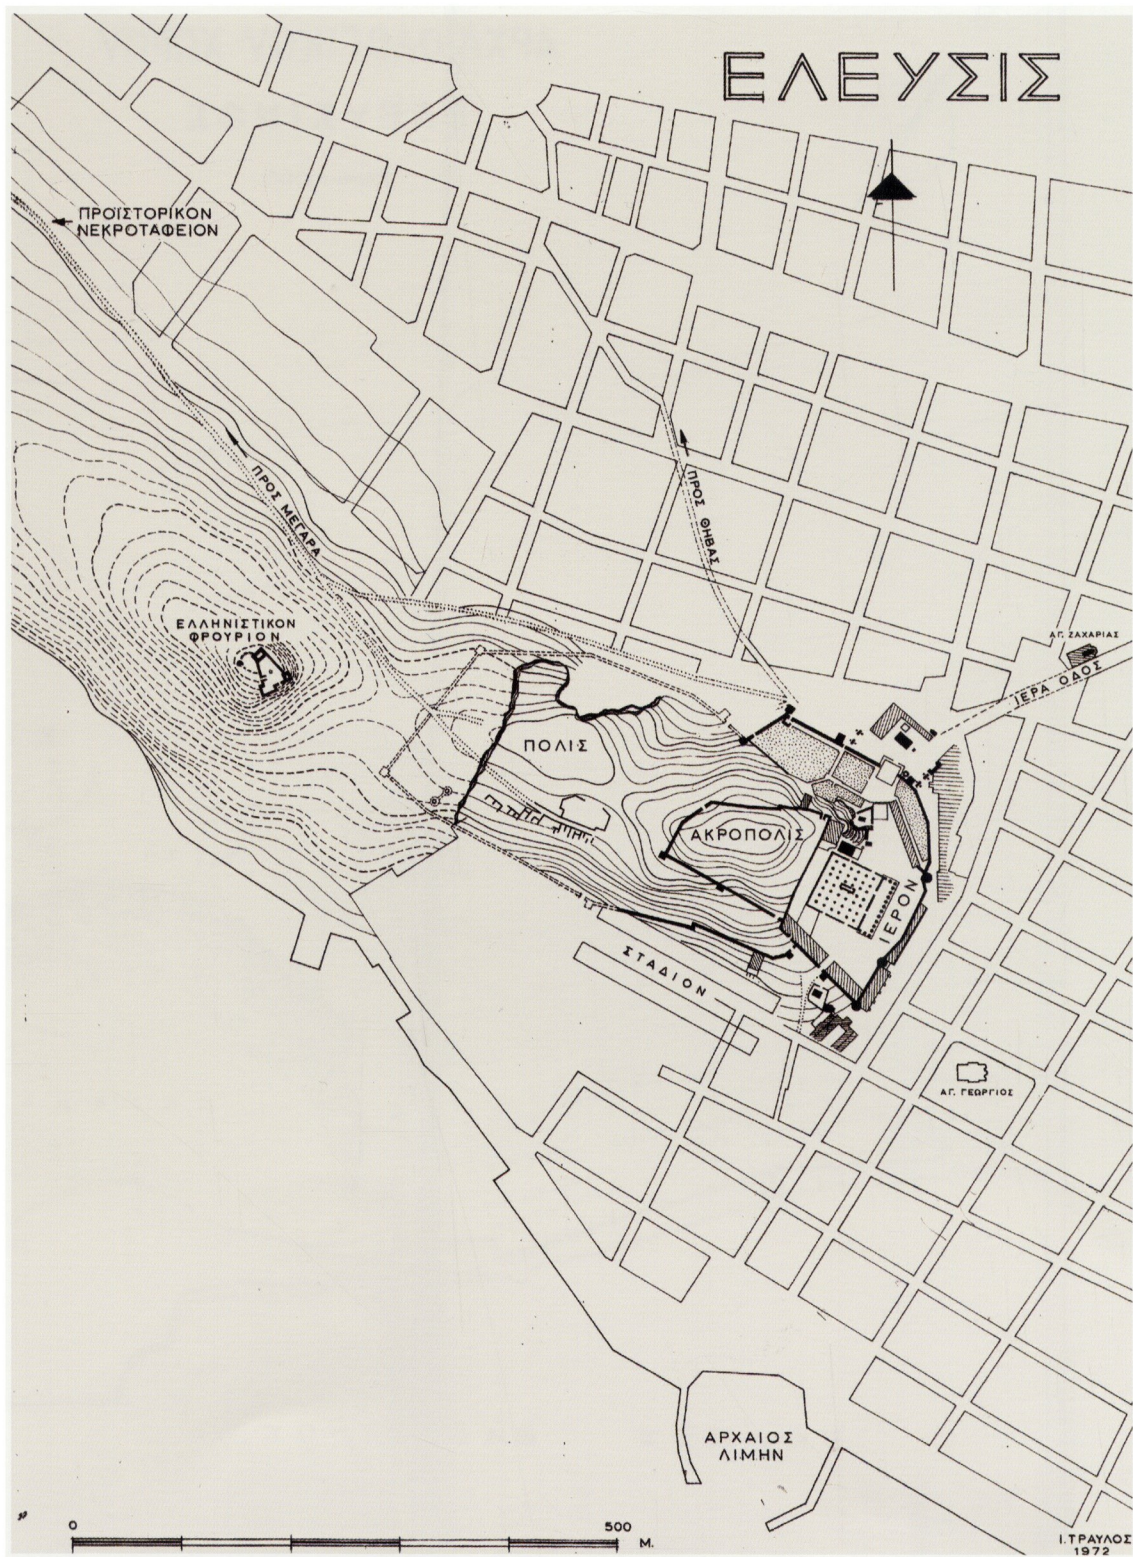 ΕΛΕΥΣΙΣ
ΠΡΟΪΣΤΟΡΙΚΟΝ
ΝΕΚΡΟΤΑΦΕΙΟΝ
ΠΡΟΣ ΜΕΓΑΡΑ
ΠΡΟΣ ΘΗΒΑΣ
ΕΛΛΗΝΙΣΤΙΚΟΝ
ΦΡΟΥΡΙΟΝ
ΑΓ. ΖΑΧΑΡΙΑΣ
ΙΕΡΑ ΟΔΟΣ
ΠΟΛΙΣ
ΑΚΡΟΠΟΛΙΣ
ΙΕΡΟΝ
ΣΤΑΔΙΟΝ
ΑΓ. ΓΕΩΡΓΙΟΣ
ΑΡΧΑΙΟΣ
ΛΙΜΗΝ
0 500 Μ.
Ι. ΤΡΑΥΛΟΣ
1972